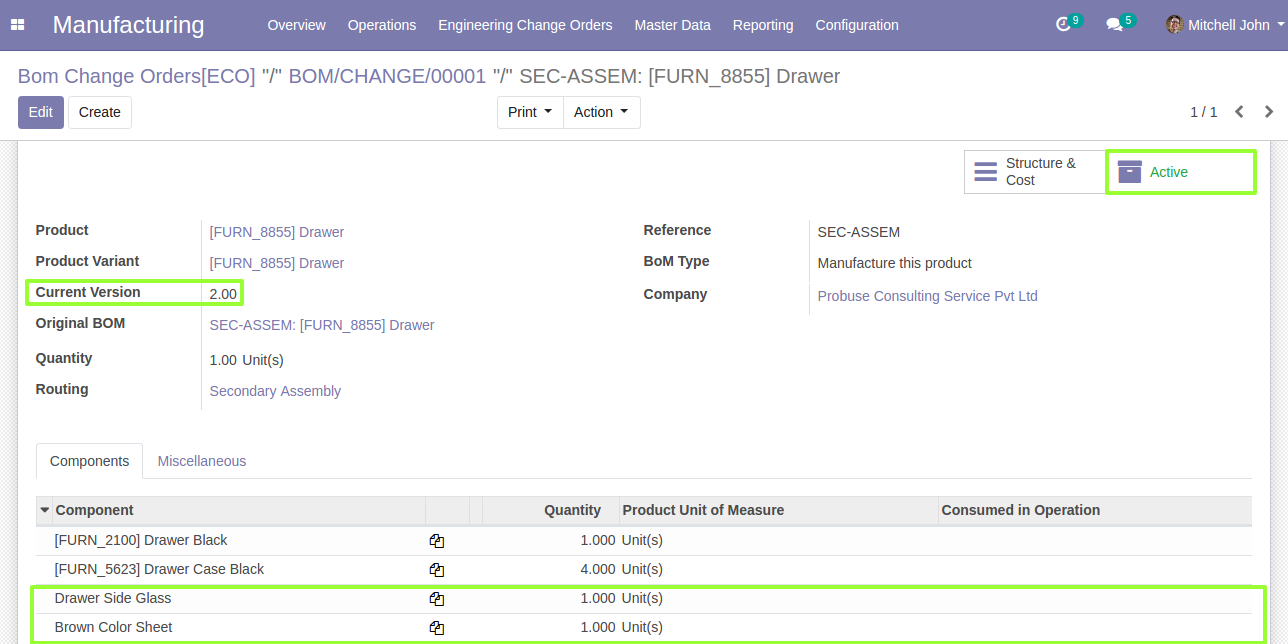 Manufacturing Overview Operations Engineering Change Orders Master Data Reporting Configuration 9 5 Mitchell John
Bom Change Orders[ECO] "/" BOM/CHANGE/00001 "/" SEC-ASSEM: [FURN_8855] Drawer
Edit Create Print Action 1 / 1
Structure & Cost Active
Product [FURN_8855] Drawer Reference SEC-ASSEM
Product Variant [FURN_8855] Drawer BoM Type Manufacture this product
Current Version 2.00 Company Probuse Consulting Service Pvt Ltd
Original BOM SEC-ASSEM: [FURN_8855] Drawer
Quantity 1.00 Unit(s)
Routing Secondary Assembly
Components Miscellaneous
Component Quantity Product Unit of Measure Consumed in Operation
[FURN_2100] Drawer Black 1.000 Unit(s)
[FURN_5623] Drawer Case Black 4.000 Unit(s)
Drawer Side Glass 1.000 Unit(s)
Brown Color Sheet 1.000 Unit(s)